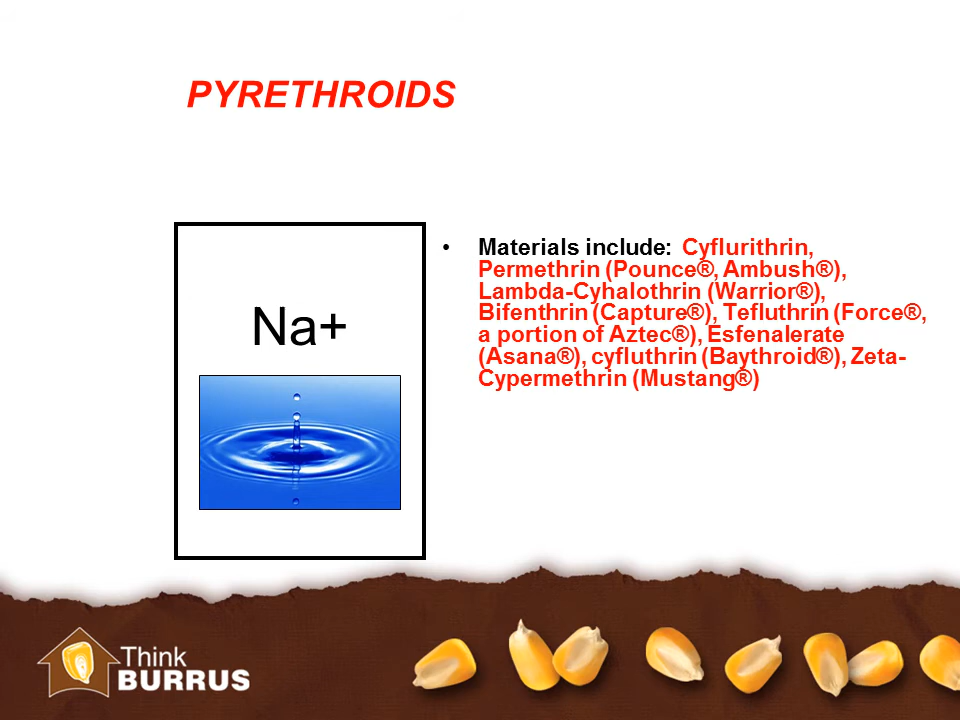 PYRETHROIDS
Na+
• Materials include: Cyflurithrin,
Permethrin (Pounce®, Ambush®),
Lambda-Cyhalothrin (Warrior®),
Bifenthrin (Capture®), Tefluthrin (Force®,
a portion of Aztec®), Esfenalerate
(Asana®), cyfluthrin (Baythroid®), Zeta-
Cypermethrin (Mustang®)
Think
BURRUS